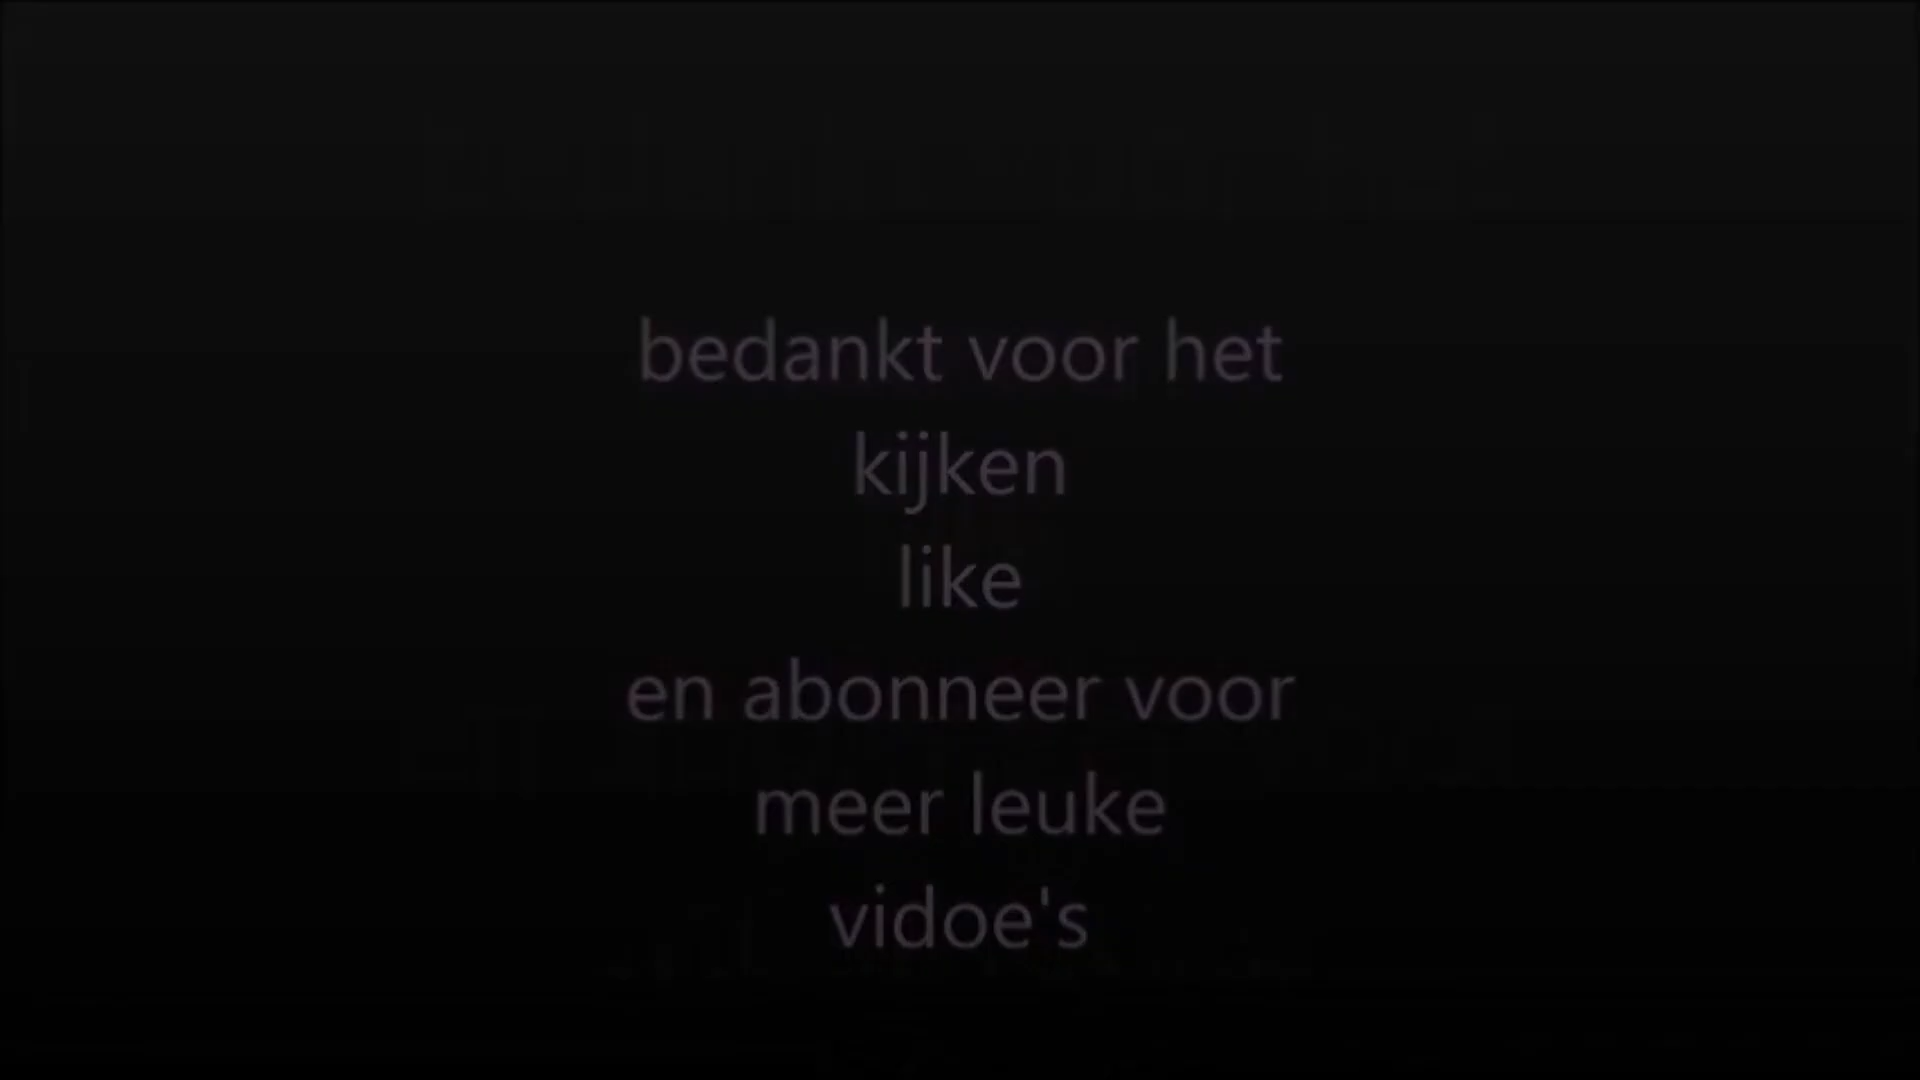 bedankt voor het
kijken
like
en abonneer voor
meer leuke
vidoe's